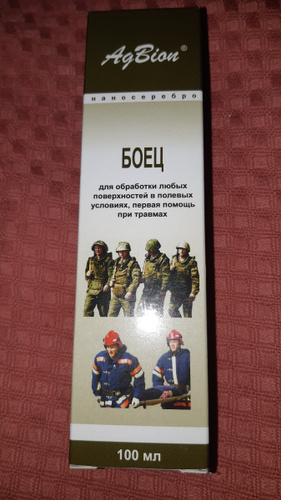 AgBion®
наносеребро
БОЕЦ
для обработки любых
поверхностей в полевых
условиях, первая помощь
при травмах
100 мл